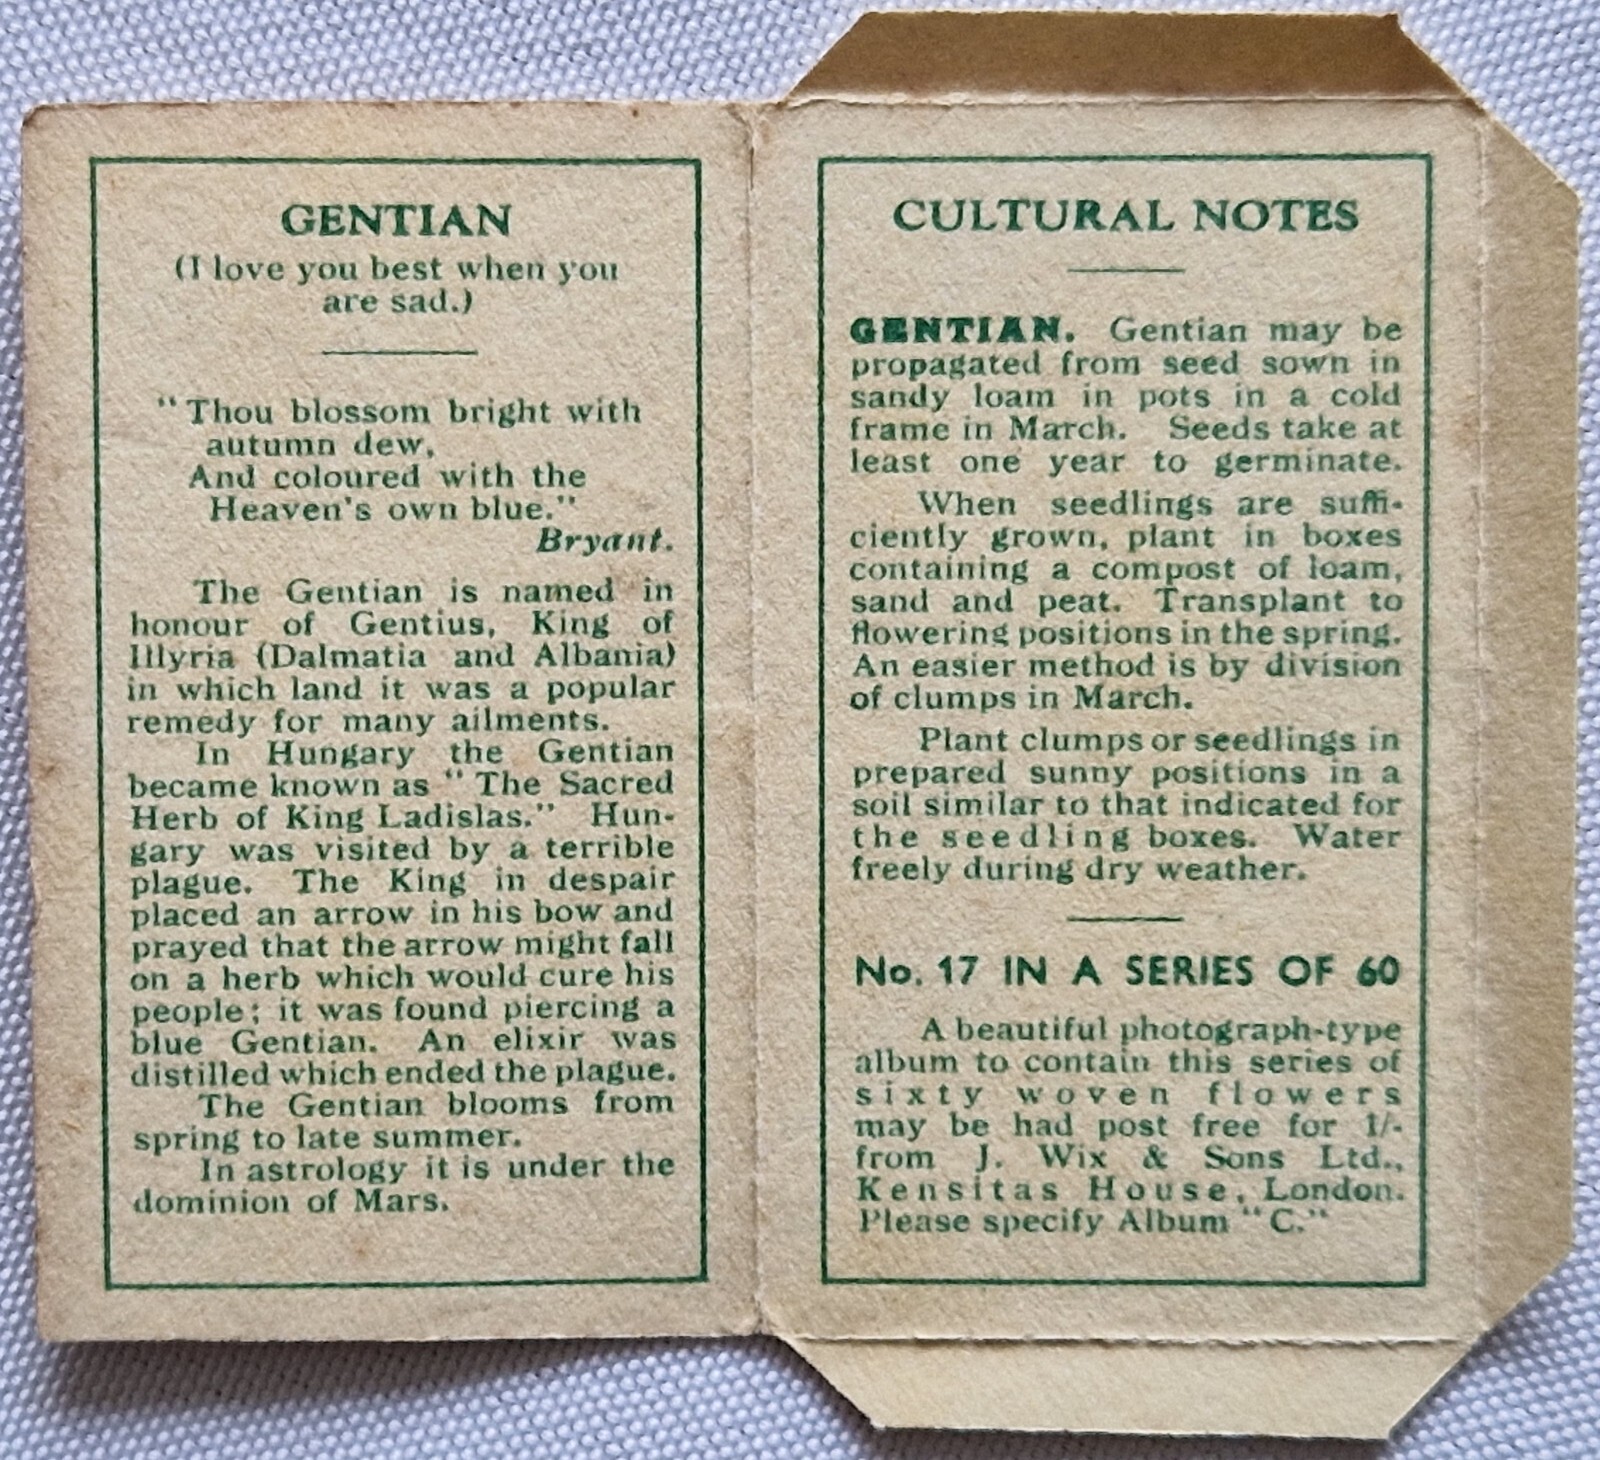 GENTIAN
(I love you best when you
are sad.)
"Thou blossom bright with
autumn dew,
And coloured with the
Heaven's own blue."
Bryant.
The Gentian is named in
honour of Gentius, King of
Illyria (Dalmatia and Albania)
in which land it was a popular
remedy for many ailments.
In Hungary the Gentian
became known as "The Sacred
Herb of King Ladislas." Hun-
gary was visited by a terrible
plague. The King in despair
placed an arrow in his bow and
prayed that the arrow might fall
on a herb which would cure his
people; it was found piercing a
blue Gentian. An elixir was
distilled which ended the plague.
The Gentian blooms from
spring to late summer.
In astrology it is under the
dominion of Mars.
CULTURAL NOTES
GENTIAN. Gentian may be
propagated from seed sown in
sandy loam in pots in a cold
frame in March. Seeds take at
least one year to germinate.
When seedlings are suffi-
ciently grown, plant in boxes
containing a compost of loam,
sand and peat. Transplant to
flowering positions in the spring.
An easier method is by division
of clumps in March.
Plant clumps or seedlings in
prepared sunny positions in a
soil similar to that indicated for
the seedling boxes. Water
freely during dry weather.
No. 17 IN A SERIES OF 60
A beautiful photograph-type
album to contain this series of
sixty woven flowers
may be had post free for 1/-
from J. Wix & Sons Ltd.,
Kensitas House, London.
Please specify Album "C."